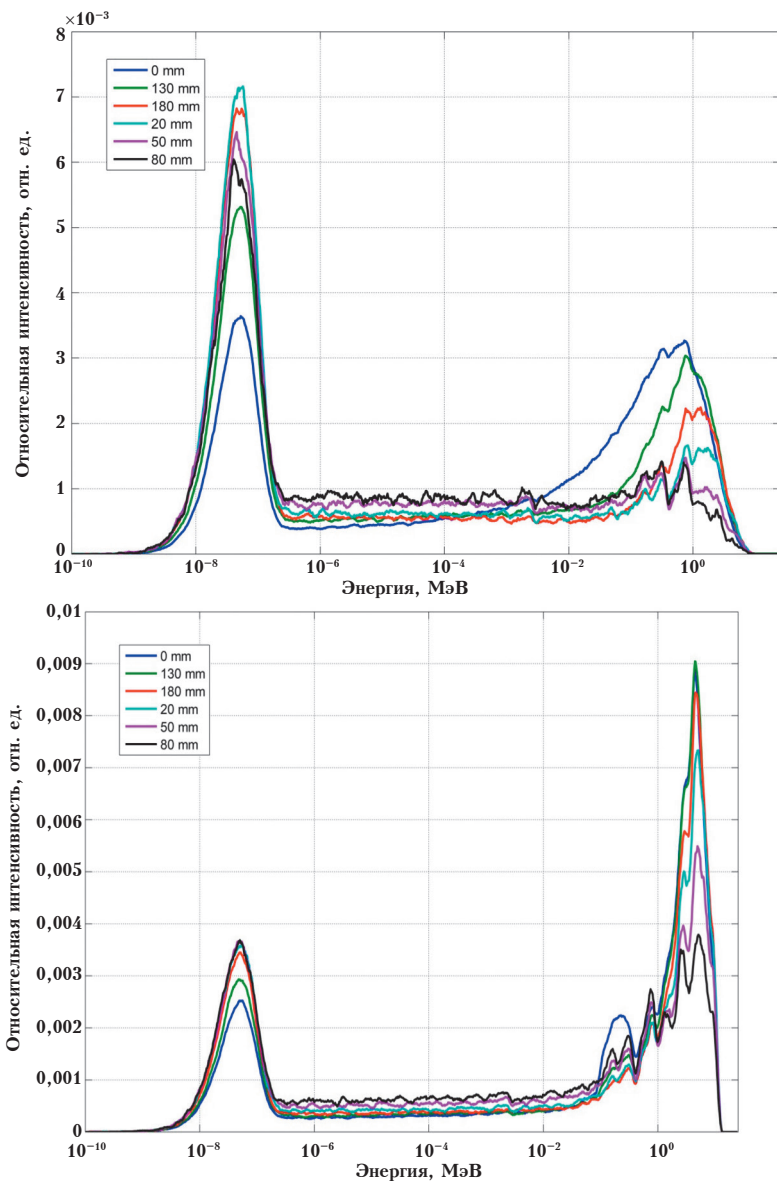 ×10⁻³
8
7
6
5
4
3
2
1
0
Относительная интенсивность, отн. ед.
0 mm
130 mm
180 mm
20 mm
50 mm
80 mm
10⁻¹⁰ 10⁻⁸ 10⁻⁶ 10⁻⁴ 10⁻² 10⁰
Энергия, МэВ
0,01
0,009
0,008
0,007
0,006
0,005
0,004
0,003
0,002
0,001
0
Относительная интенсивность, отн. ед.
0 mm
130 mm
180 mm
20 mm
50 mm
80 mm
10⁻¹⁰ 10⁻⁸ 10⁻⁶ 10⁻⁴ 10⁻² 10⁰
Энергия, МэВ